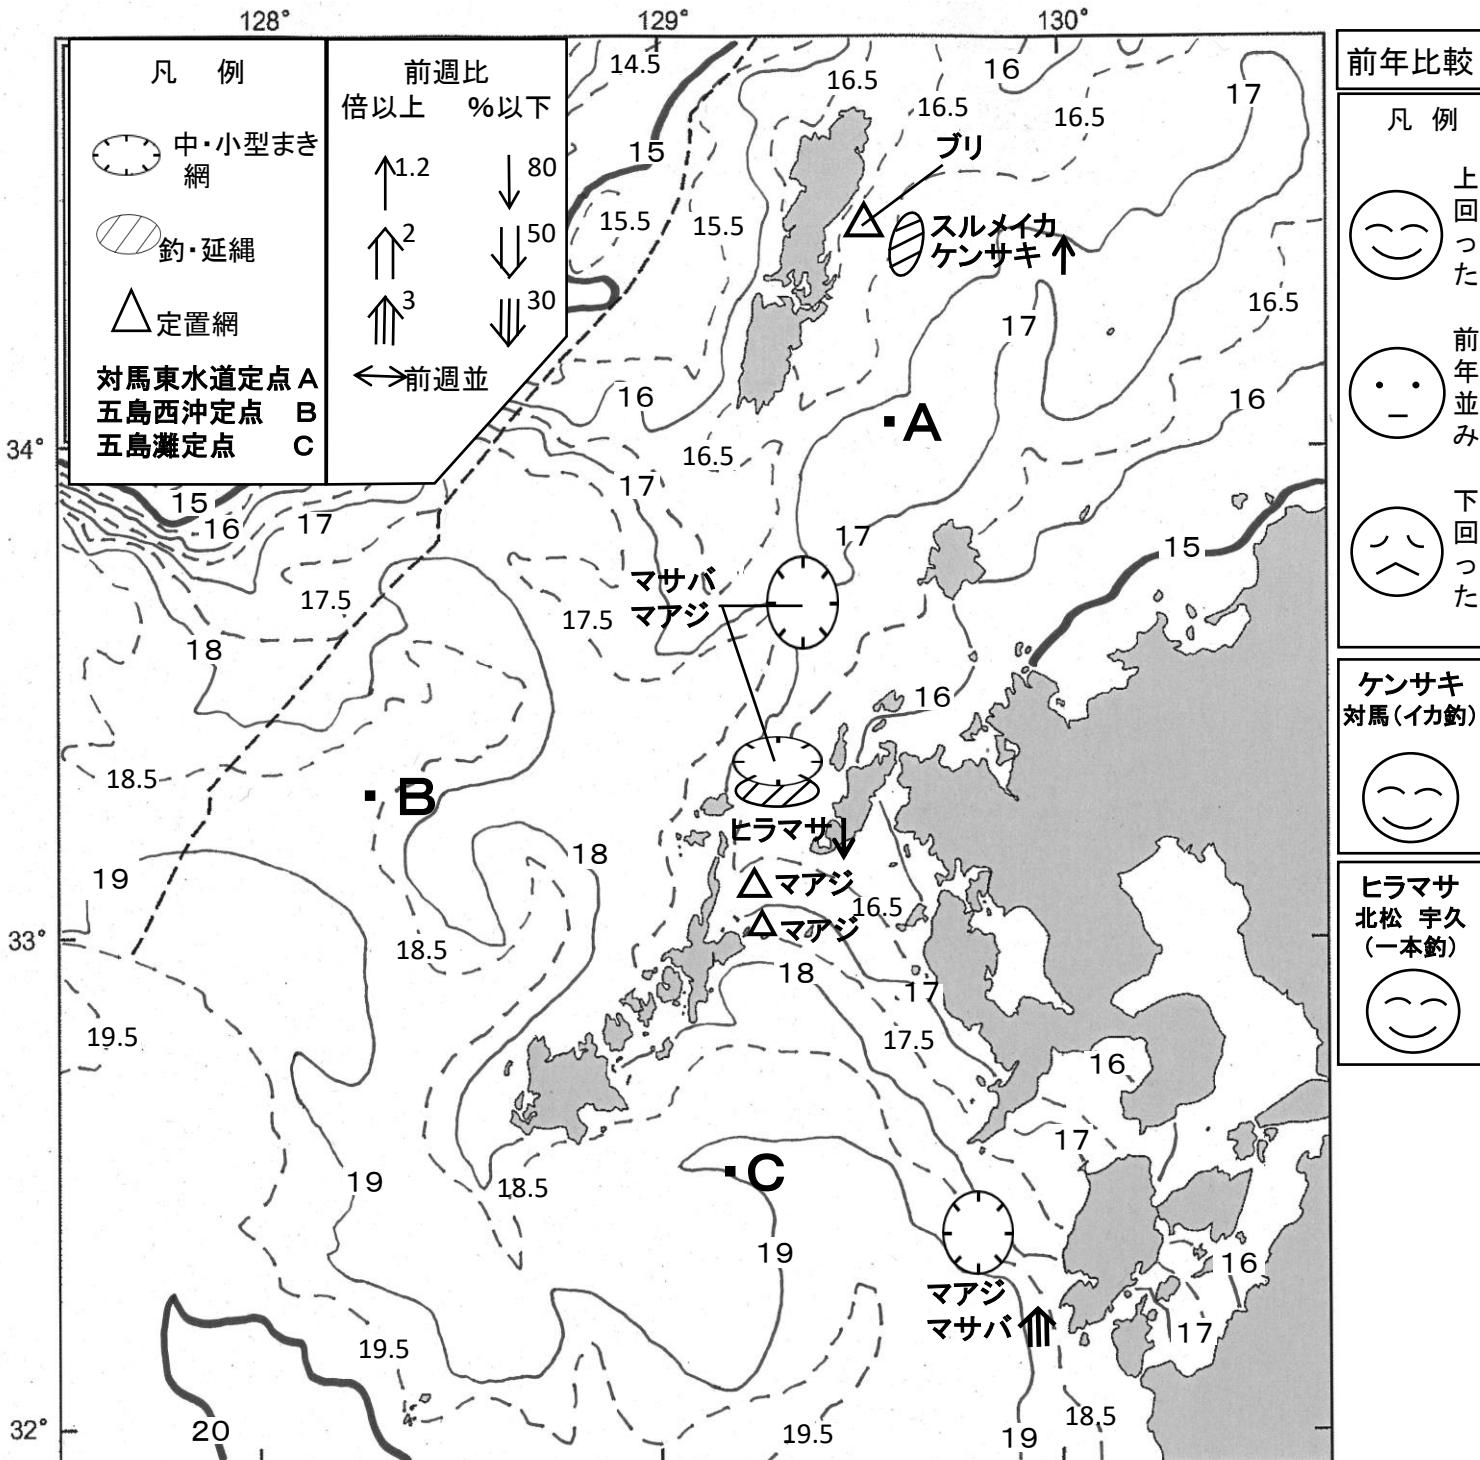 128°
129°
130°
凡 例
中・小型まき
網
釣・延縄
定置網
対馬東水道定点 A
五島西沖定点 B
五島灘定点 C
前週比
倍以上 %以下
1.2
80
2
50
3
30
前週並
前年比較
凡 例
上回った
前年並み
下回った
ケンサキ
対馬(イカ釣)
ヒラマサ
北松 宇久
(一本釣)
14.5
16.5
16
17
16.5
16.5
15
ブリ
15.5
15.5
スルメイカ
ケンサキ
16.5
17
16
16
A
34°
16.5
17
15
16
17
17
15
マサバ
マアジ
17.5
17.5
18
16
18.5
B
ヒラマサ
18
19
マアジ
16.5
マアジ
33°
18.5
18
17
19.5
17.5
16
17
C
19
18.5
19
16
マアジ
マサバ
17
19.5
18.5
32°
20
19.5
19